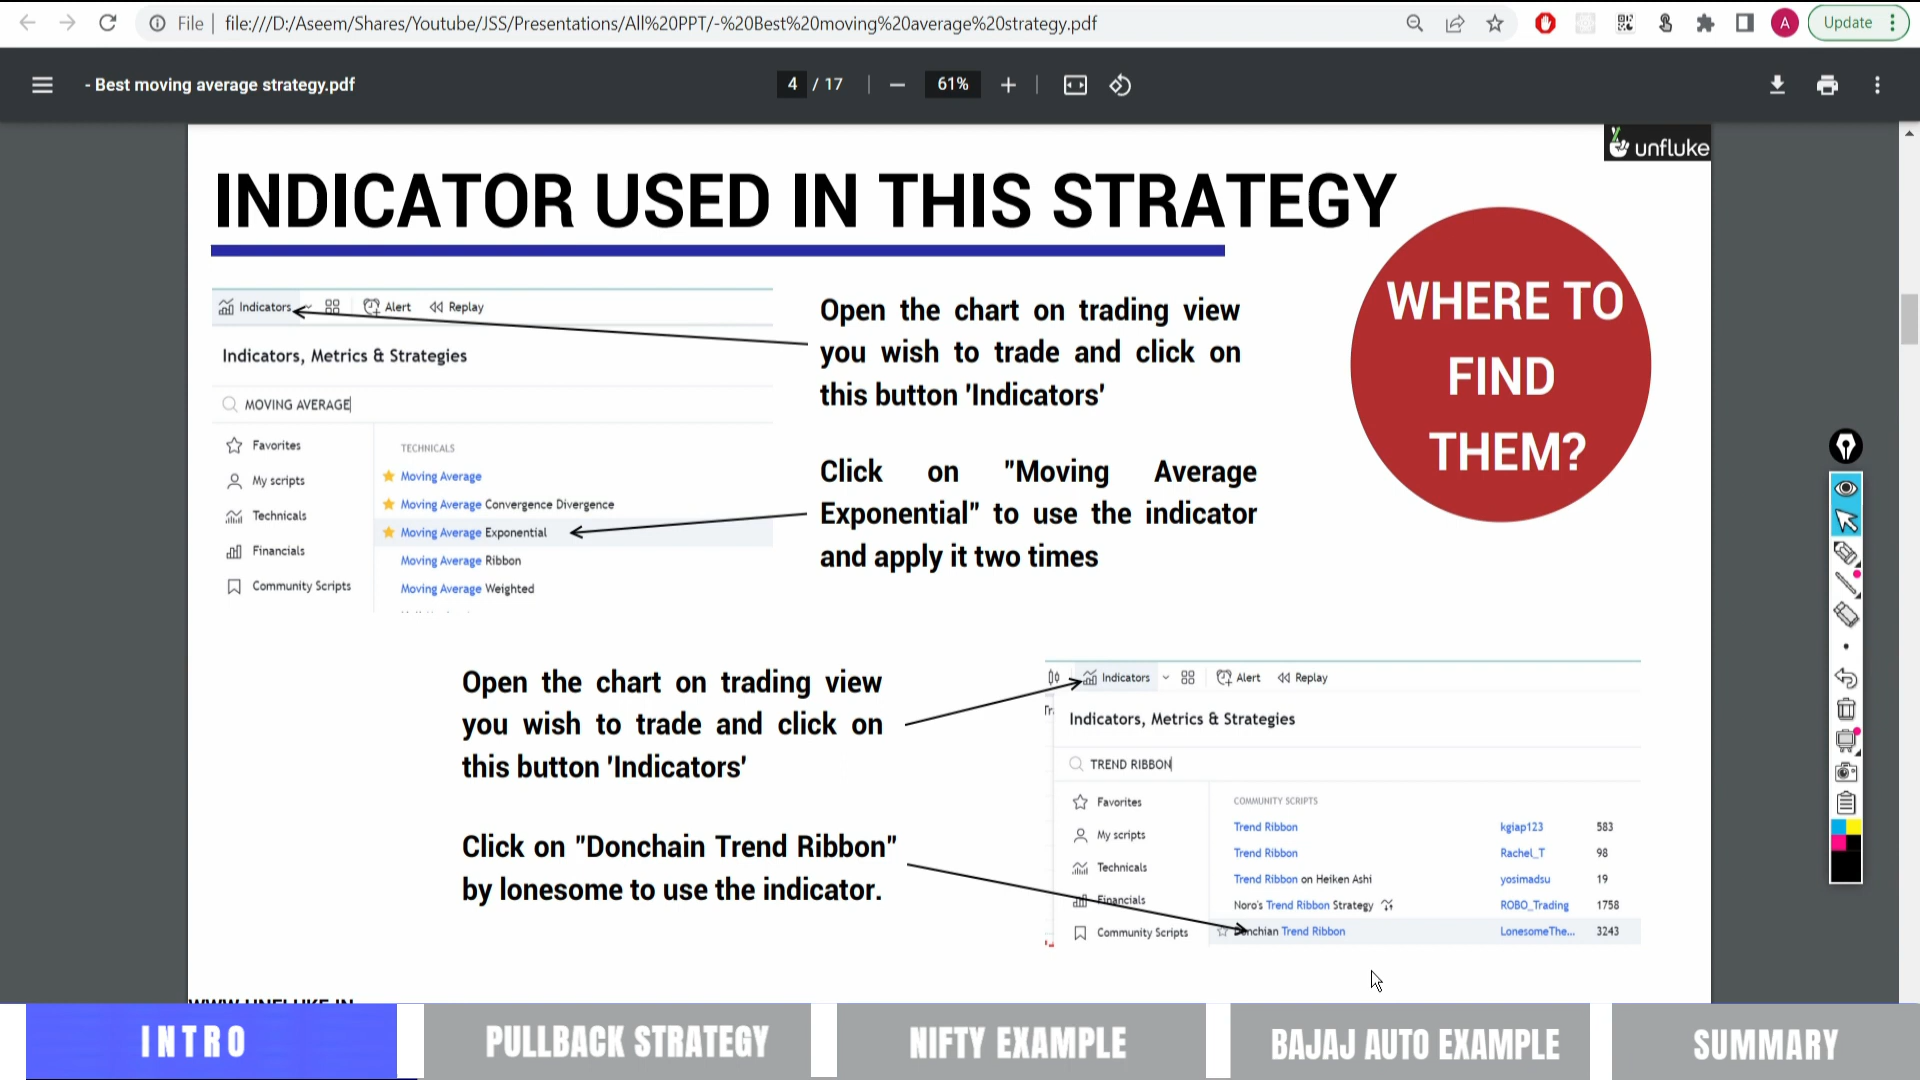 File
file:///D:/Aseem/Shares/Youtube/JSS/Presentations/All%20PPT/-%20Best%20moving%20average%20strategy.pdf
A
Update
- Best moving average strategy.pdf
4 / 17
61%
unfluke
INDICATOR USED IN THIS STRATEGY
WHERE TO
FIND
THEM?
Indicators
Alert
Replay
Indicators, Metrics & Strategies
MOVING AVERAGE
Favorites
My scripts
Technicals
Financials
Community Scripts
TECHNICALS
Moving Average
Moving Average Convergence Divergence
Moving Average Exponential
Moving Average Ribbon
Moving Average Weighted
Open the chart on trading view
you wish to trade and click on
this button 'Indicators'
Click on "Moving Average
Exponential" to use the indicator
and apply it two times
Open the chart on trading view
you wish to trade and click on
this button 'Indicators'
Click on "Donchain Trend Ribbon"
by lonesome to use the indicator.
Indicators
Alert
Replay
Indicators, Metrics & Strategies
TREND RIBBON
Favorites
My scripts
Technicals
Financials
Community Scripts
COMMUNITY SCRIPTS
Trend Ribbon kgiap123 583
Trend Ribbon Rachel_T 98
Trend Ribbon on Heiken Ashi yosimadsu 19
Noro's Trend Ribbon Strategy ROBO_Trading 1758
Donchian Trend Ribbon LonesomeThe... 3243
WWW.UNFLUKE.IN
INTRO
PULLBACK STRATEGY
NIFTY EXAMPLE
BAJAJ AUTO EXAMPLE
SUMMARY